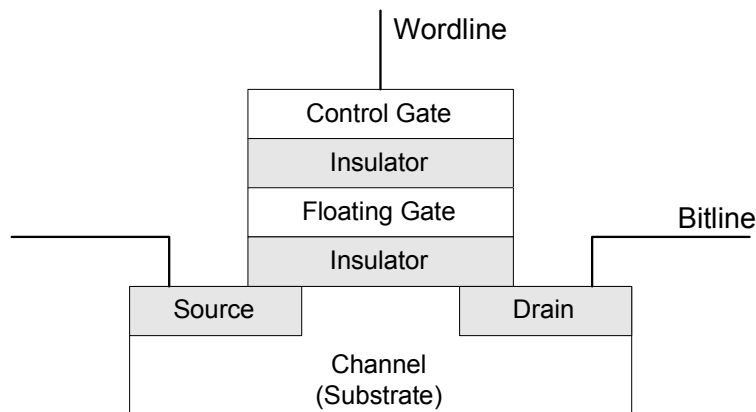 Wordline
Control Gate
Insulator
Floating Gate
Bitline
Insulator
Source
Drain
Channel
(Substrate)